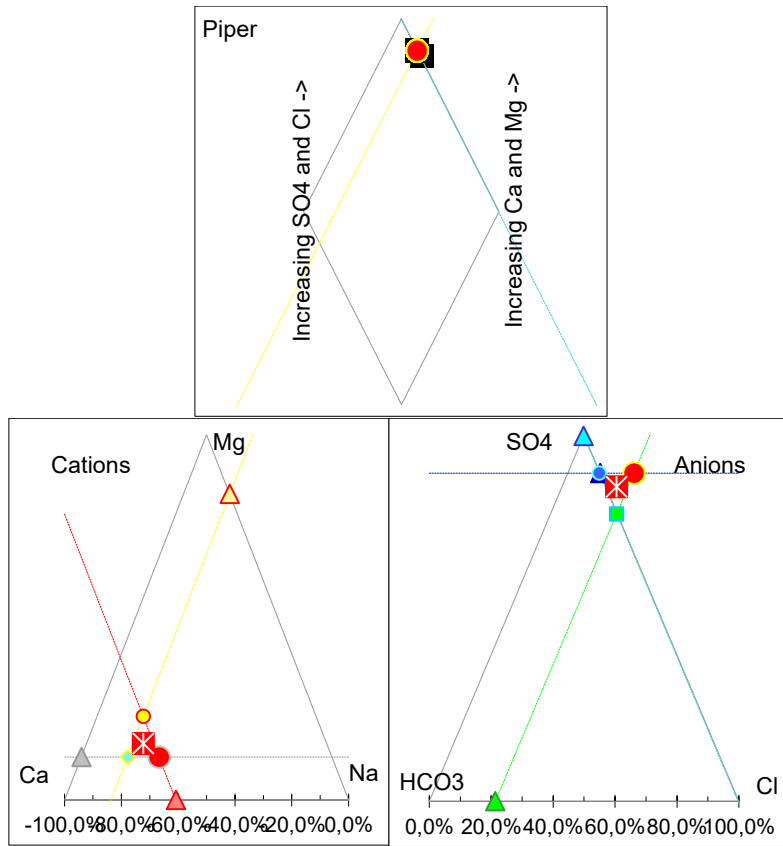 Piper
Increasing SO4 and Cl ->
Increasing Ca and Mg ->
Mg
Cations
Ca
Na
-100,0%-80,0%-60,0%-40,0%-20,0%0,0%
SO4
Anions
HCO3
Cl
0,0% 20,0% 40,0% 60,0% 80,0% 100,0%